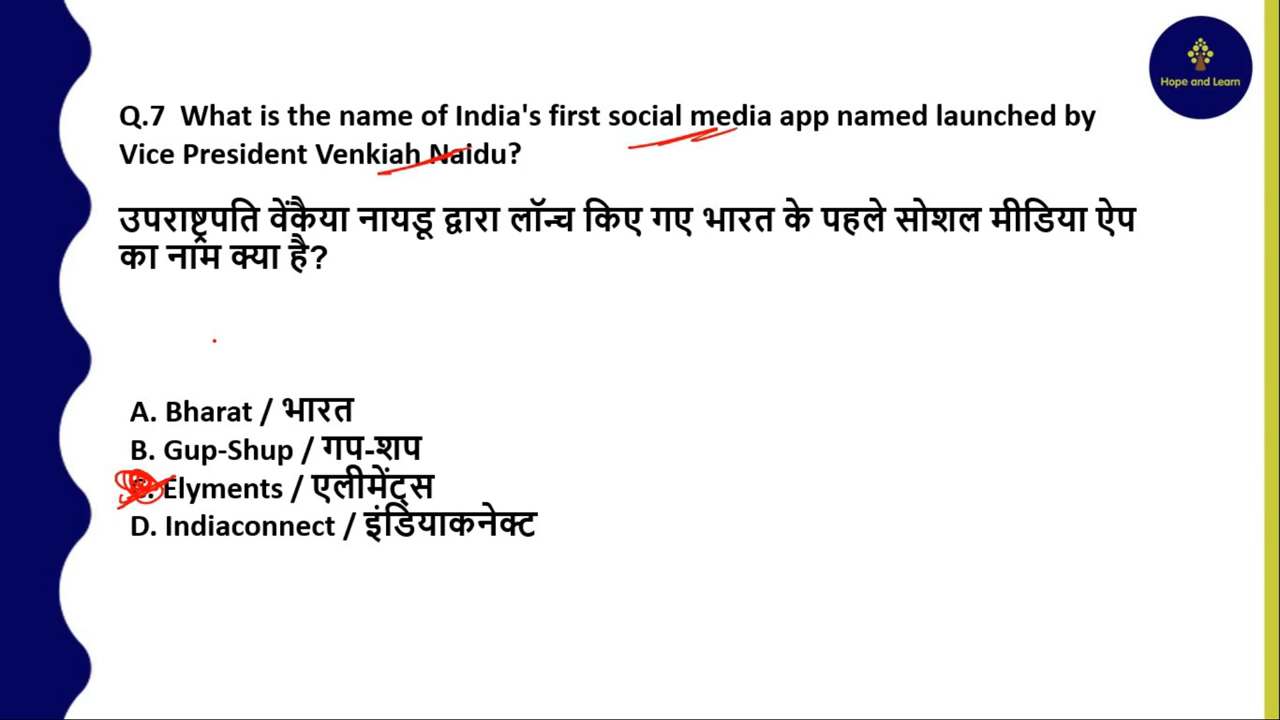 Hope and Learn
Q.7 What is the name of India's first social media app named launched by
Vice President Venkiah Naidu?
उपराष्ट्रपति वेंकैया नायडू द्वारा लॉन्च किए गए भारत के पहले सोशल मीडिया ऐप
का नाम क्या है?
A. Bharat / भारत
B. Gup-Shup / गप-शप
Elyments / एलीमेंट्स
D. Indiaconnect / इंडियाकनेक्ट